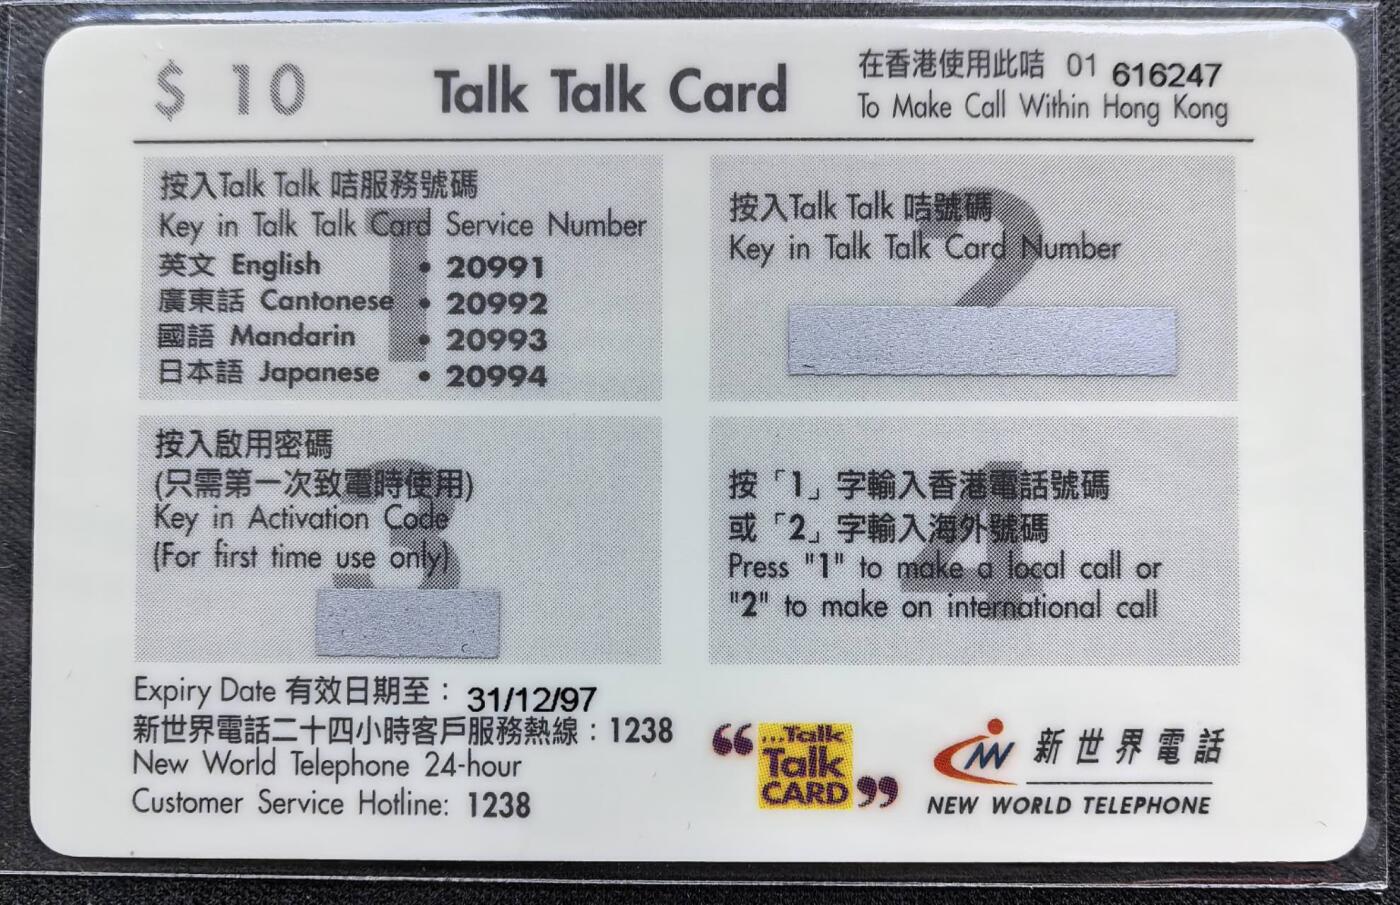 $ 10
Talk Talk Card
在香港使用此咭 01 616247
To Make Call Within Hong Kong
1
按入Talk Talk 咭服務號碼
Key in Talk Talk Card Service Number
英文 English • 20991
廣東話 Cantonese • 20992
國語 Mandarin • 20993
日本語 Japanese • 20994
2
按入Talk Talk 咭號碼
Key in Talk Talk Card Number
3
按入啟用密碼
(只需第一次致電時使用)
Key in Activation Code
(For first time use only)
4
按「1」字輸入香港電話號碼
或「2」字輸入海外號碼
Press "1" to make a local call or
"2" to make on international call
Expiry Date 有效日期至： 31/12/97
新世界電話二十四小時客戶服務熱線：1238
New World Telephone 24-hour
Customer Service Hotline: 1238
“ ...Talk
Talk
CARD ”
新世界電話
NEW WORLD TELEPHONE